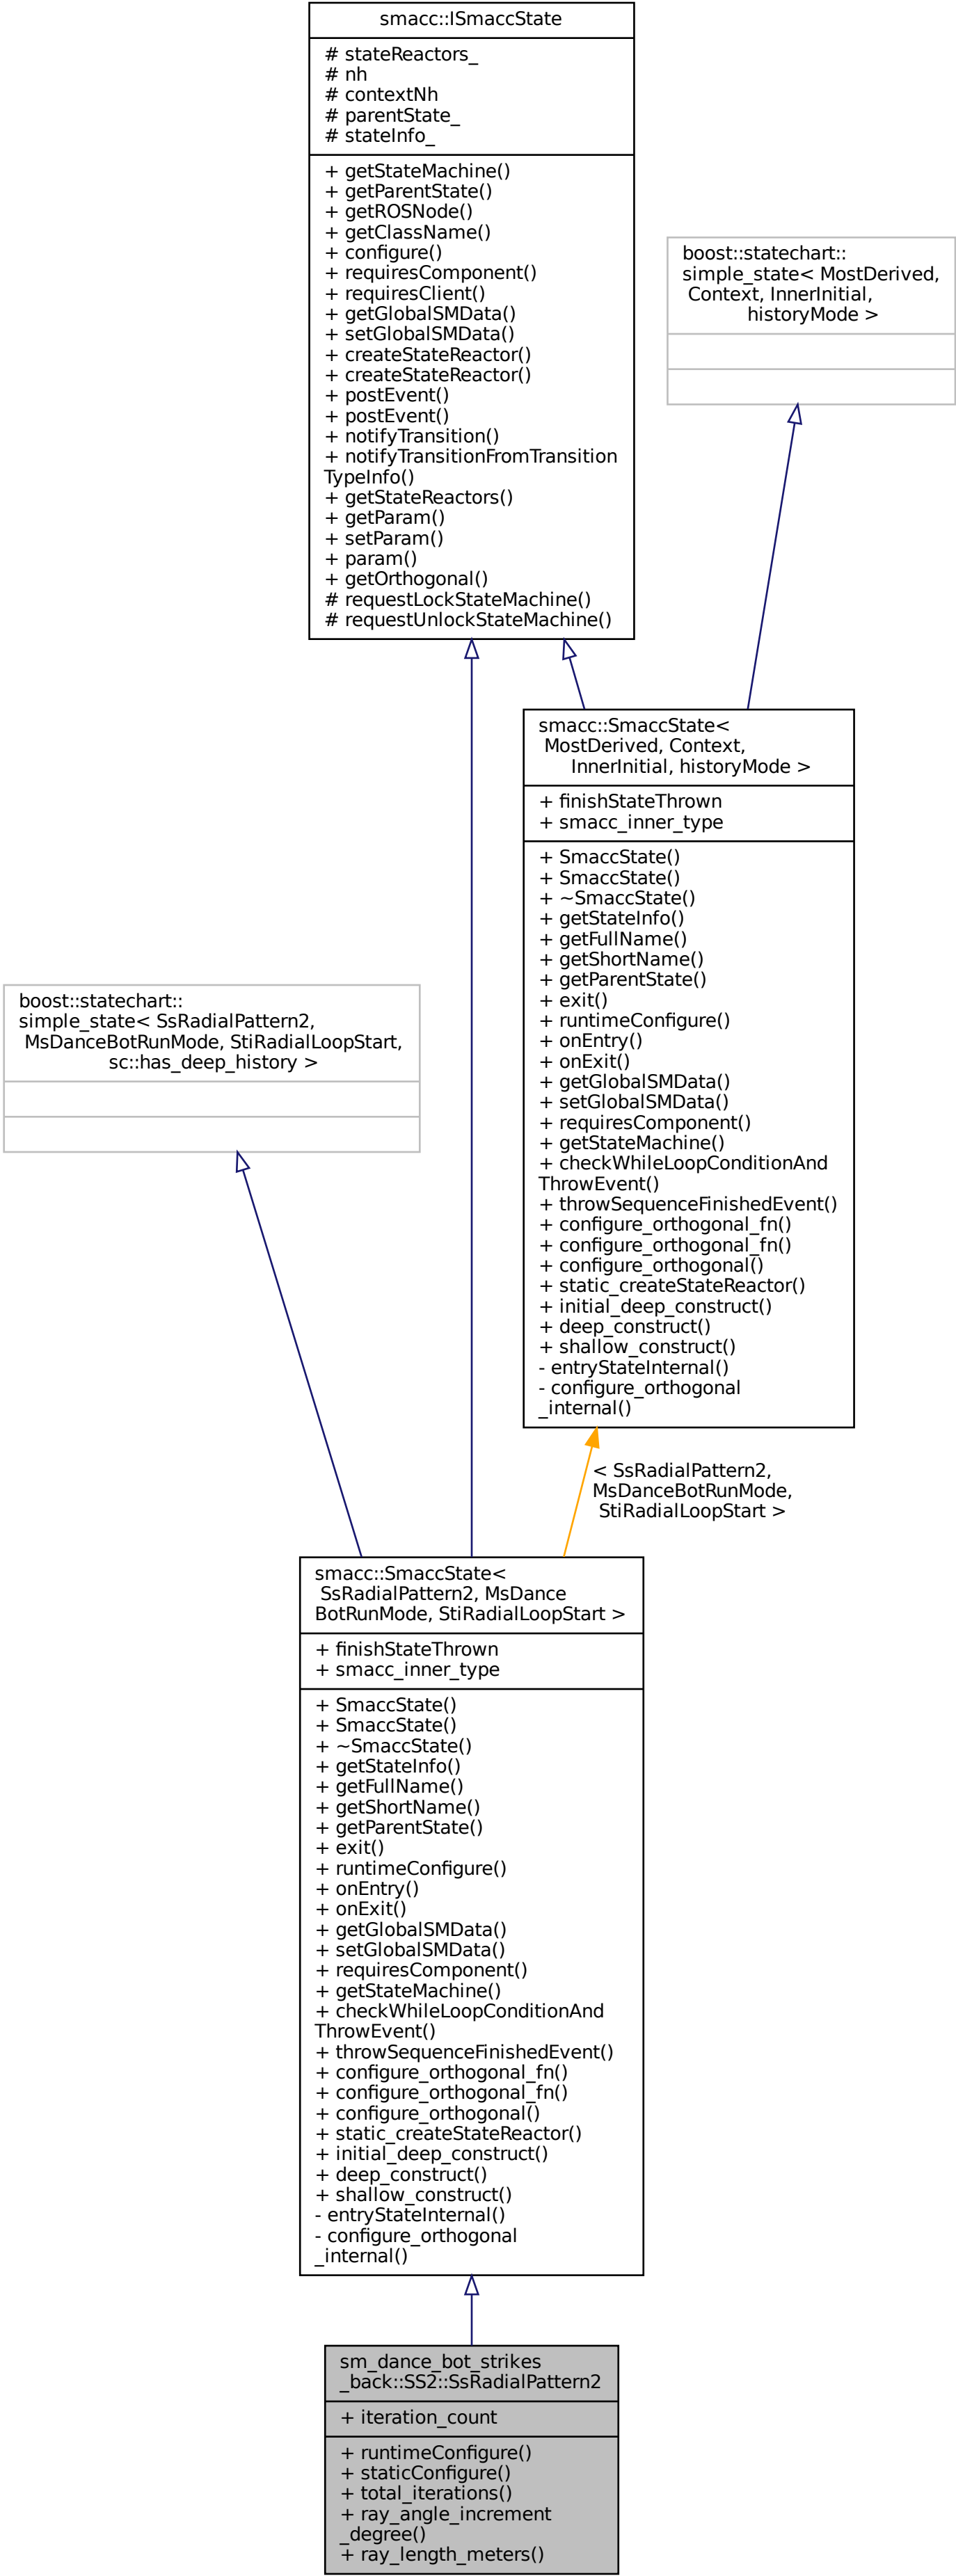 smacc::ISmaccState
# stateReactors_
# nh
# contextNh
# parentState_
# stateInfo_
+ getStateMachine()
+ getParentState()
+ getROSNode()
+ getClassName()
+ configure()
+ requiresComponent()
+ requiresClient()
+ getGlobalSMData()
+ setGlobalSMData()
+ createStateReactor()
+ createStateReactor()
+ postEvent()
+ postEvent()
+ notifyTransition()
+ notifyTransitionFromTransition
TypeInfo()
+ getStateReactors()
+ getParam()
+ setParam()
+ param()
+ getOrthogonal()
# requestLockStateMachine()
# requestUnlockStateMachine()
boost::statechart::
simple_state< MostDerived,
Context, InnerInitial,
historyMode >
smacc::SmaccState<
MostDerived, Context,
InnerInitial, historyMode >
+ finishStateThrown
+ smacc_inner_type
+ SmaccState()
+ SmaccState()
+ ~SmaccState()
+ getStateInfo()
+ getFullName()
+ getShortName()
+ getParentState()
+ exit()
+ runtimeConfigure()
+ onEntry()
+ onExit()
+ getGlobalSMData()
+ setGlobalSMData()
+ requiresComponent()
+ getStateMachine()
+ checkWhileLoopConditionAnd
ThrowEvent()
+ throwSequenceFinishedEvent()
+ configure_orthogonal_fn()
+ configure_orthogonal_fn()
+ configure_orthogonal()
+ static_createStateReactor()
+ initial_deep_construct()
+ deep_construct()
+ shallow_construct()
- entryStateInternal()
- configure_orthogonal
_internal()
boost::statechart::
simple_state< SsRadialPattern2,
MsDanceBotRunMode, StiRadialLoopStart,
sc::has_deep_history >
< SsRadialPattern2,
MsDanceBotRunMode,
StiRadialLoopStart >
smacc::SmaccState<
SsRadialPattern2, MsDance
BotRunMode, StiRadialLoopStart >
+ finishStateThrown
+ smacc_inner_type
+ SmaccState()
+ SmaccState()
+ ~SmaccState()
+ getStateInfo()
+ getFullName()
+ getShortName()
+ getParentState()
+ exit()
+ runtimeConfigure()
+ onEntry()
+ onExit()
+ getGlobalSMData()
+ setGlobalSMData()
+ requiresComponent()
+ getStateMachine()
+ checkWhileLoopConditionAnd
ThrowEvent()
+ throwSequenceFinishedEvent()
+ configure_orthogonal_fn()
+ configure_orthogonal_fn()
+ configure_orthogonal()
+ static_createStateReactor()
+ initial_deep_construct()
+ deep_construct()
+ shallow_construct()
- entryStateInternal()
- configure_orthogonal
_internal()
sm_dance_bot_strikes
_back::SS2::SsRadialPattern2
+ iteration_count
+ runtimeConfigure()
+ staticConfigure()
+ total_iterations()
+ ray_angle_increment
_degree()
+ ray_length_meters()